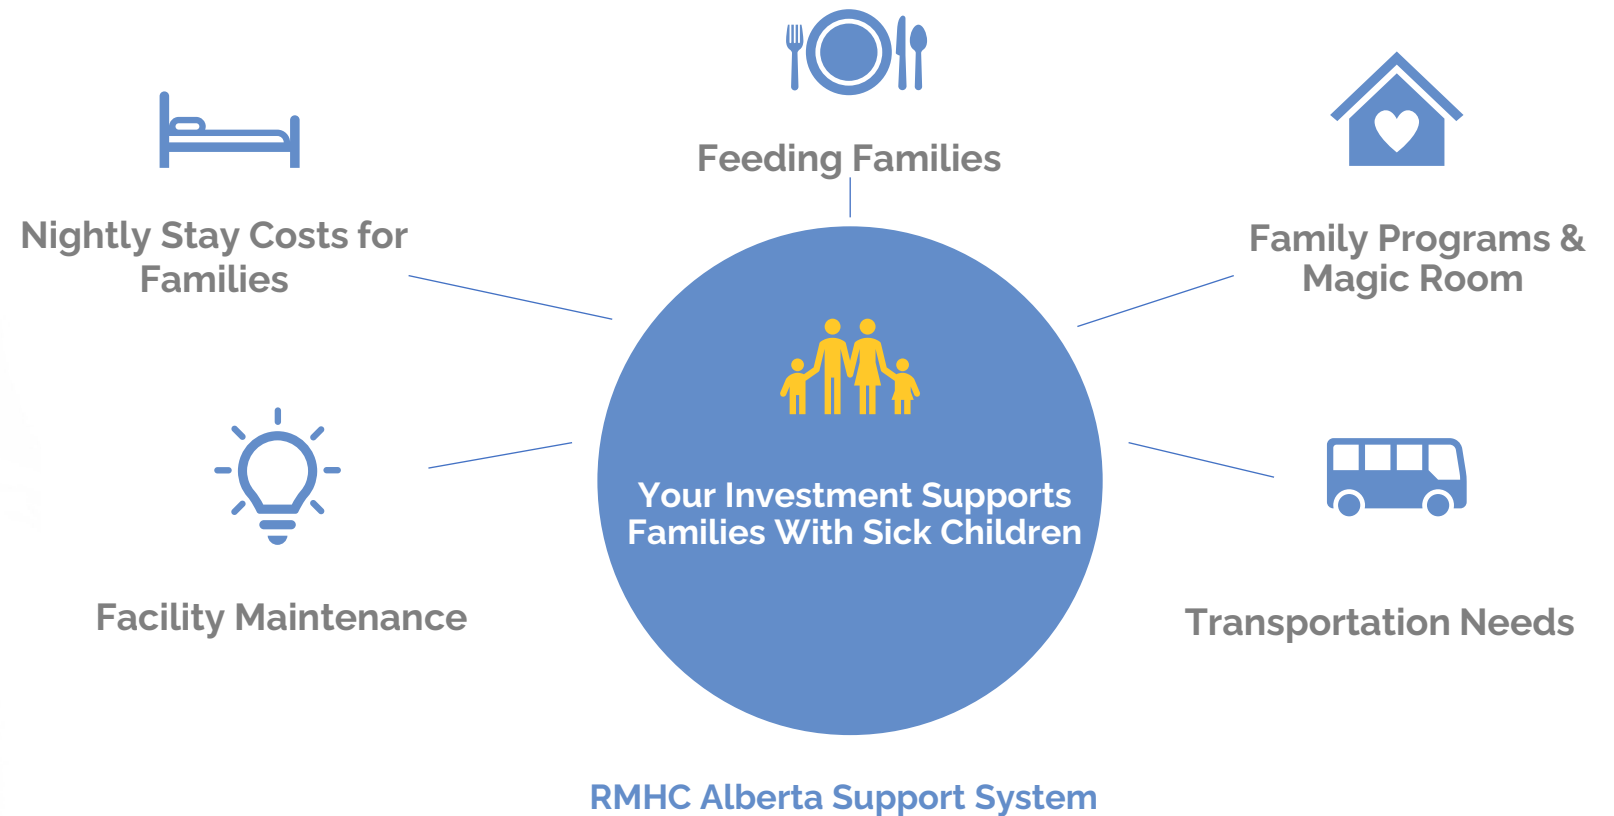 Feeding Families
Nightly Stay Costs for
Families
Family Programs &
Magic Room
Your Investment Supports
Families With Sick Children
Facility Maintenance
Transportation Needs
RMHC Alberta Support System